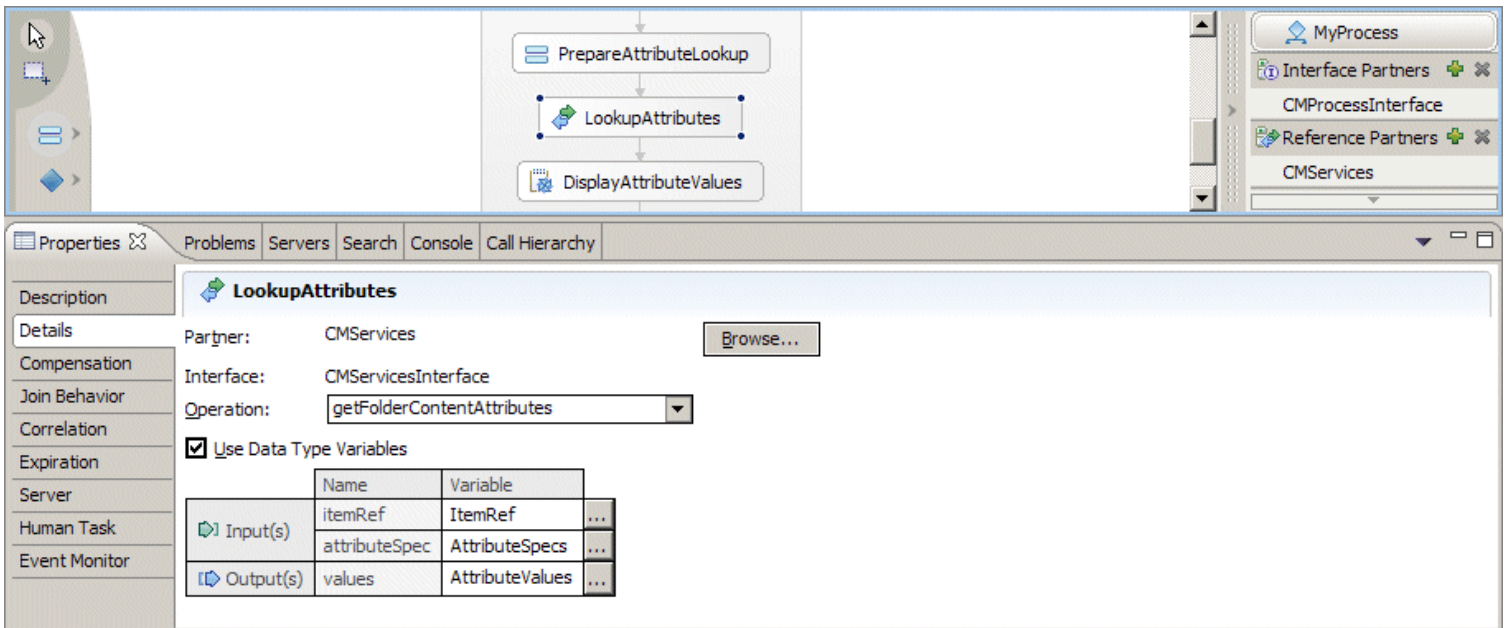 MyProcess
PrepareAttributeLookup
Interface Partners
CMProcessInterface
LookupAttributes
Reference Partners
CMServices
DisplayAttributeValues
Properties Problems Servers Search Console Call Hierarchy
Description
Details
Compensation
Join Behavior
Correlation
Expiration
Server
Human Task
Event Monitor
LookupAttributes
Partner: CMServices Browse...
Interface: CMServicesInterface
Operation: getFolderContentAttributes
Use Data Type Variables
Name Variable
Input(s) itemRef ItemRef ...
attributeSpec AttributeSpecs ...
Output(s) values AttributeValues ...